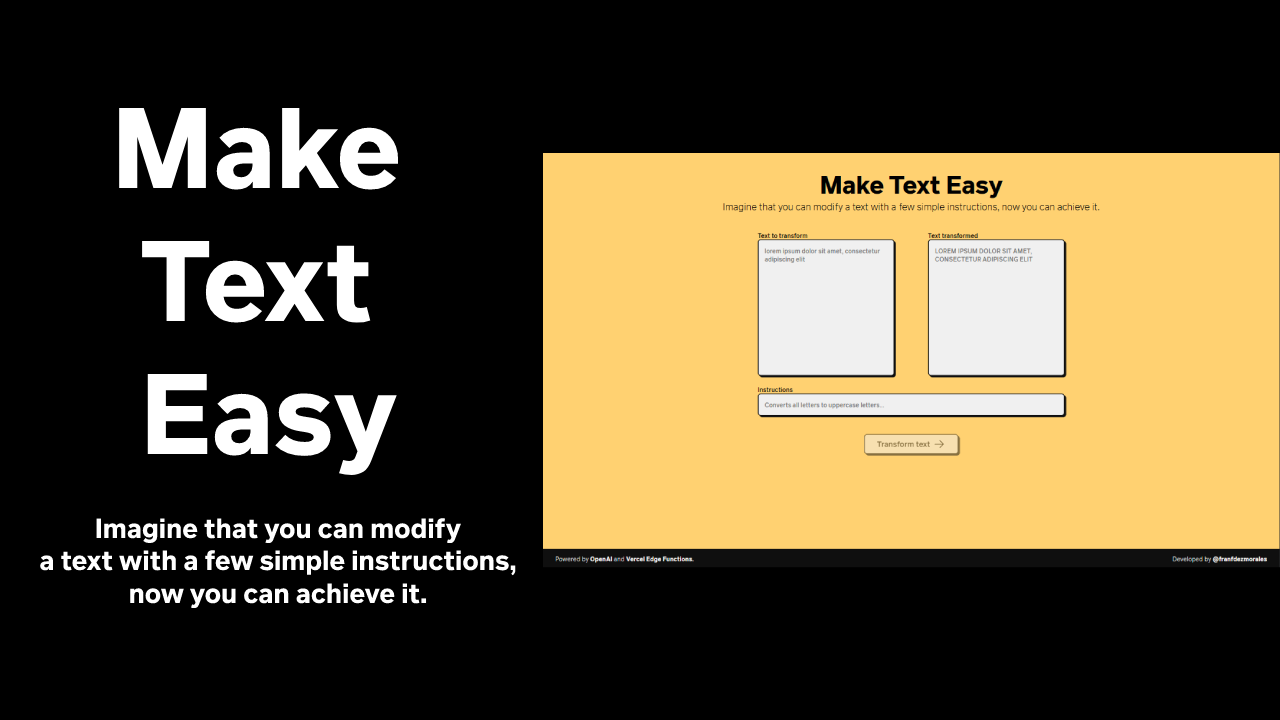 Make
Text
Easy
Imagine that you can modify
a text with a few simple instructions,
now you can achieve it.
Make Text Easy
Imagine that you can modify a text with a few simple instructions, now you can achieve it.
Text to transform
lorem ipsum dolor sit amet, consectetur
adipiscing elit
Text transformed
LOREM IPSUM DOLOR SIT AMET,
CONSECTETUR ADIPISCING ELIT
Instructions
Converts all letters to uppercase letters...
Transform text →
Powered by OpenAI and Vercel Edge Functions.
Developed by @franfdezmorales